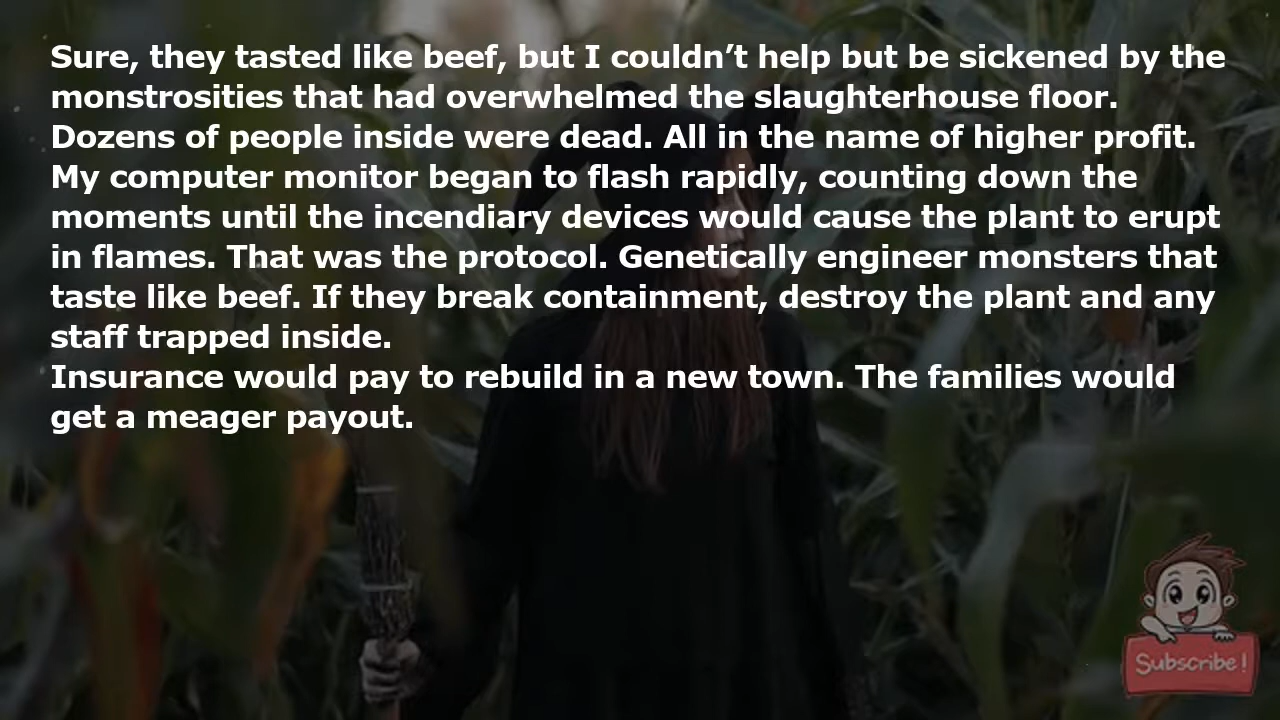 Sure, they tasted like beef, but I couldn’t help but be sickened by the
monstrosities that had overwhelmed the slaughterhouse floor.
Dozens of people inside were dead. All in the name of higher profit.
My computer monitor began to flash rapidly, counting down the
moments until the incendiary devices would cause the plant to erupt
in flames. That was the protocol. Genetically engineer monsters that
taste like beef. If they break containment, destroy the plant and any
staff trapped inside.
Insurance would pay to rebuild in a new town. The families would
get a meager payout.
Subscribe!